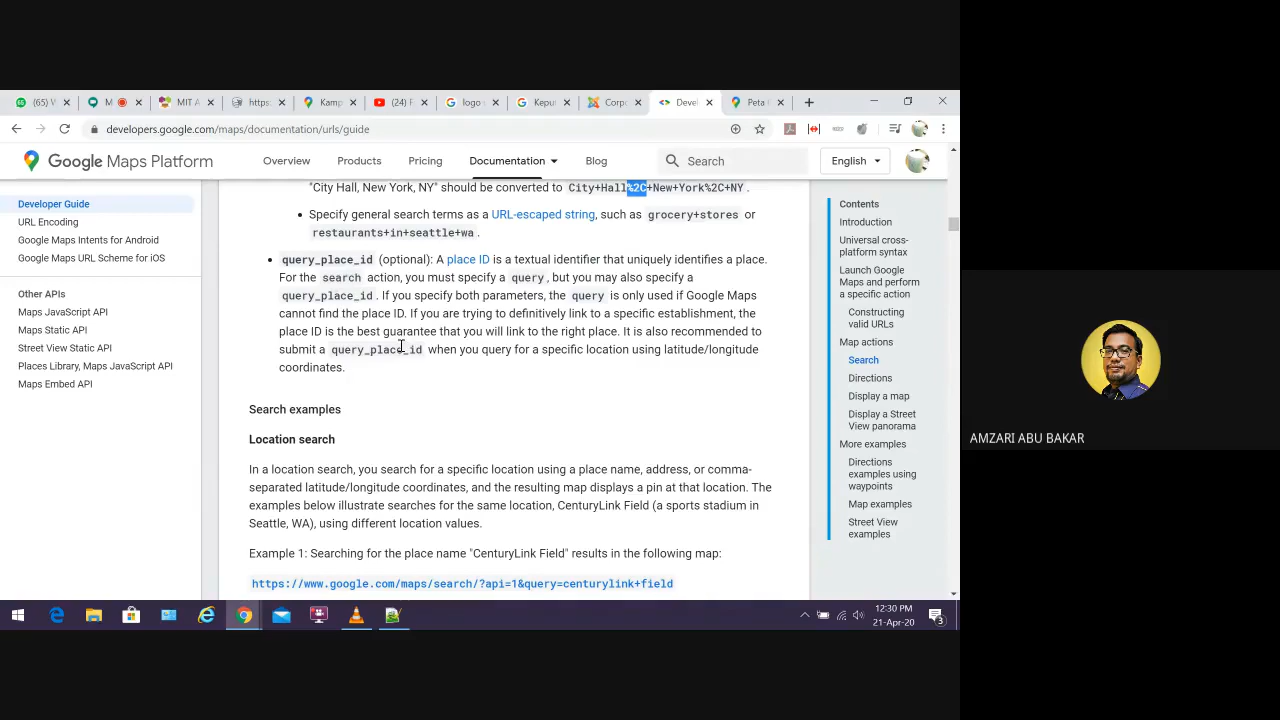 (65) W
M
MIT A
https:
Kamp
(24) F
logo v
Keput
Corpo
Devel
Peta
developers.google.com/maps/documentation/urls/guide
Google Maps Platform
Overview
Products
Pricing
Documentation
Blog
Search
English
Developer Guide
URL Encoding
Google Maps Intents for Android
Google Maps URL Scheme for iOS
Other APIs
Maps JavaScript API
Maps Static API
Street View Static API
Places Library, Maps JavaScript API
Maps Embed API
"City Hall, New York, NY" should be converted to City+Hall%2C+New+York%2C+NY .
• Specify general search terms as a URL-escaped string, such as grocery+stores or
restaurants+in+seattle+wa .
• query_place_id (optional): A place ID is a textual identifier that uniquely identifies a place.
For the search action, you must specify a query , but you may also specify a
query_place_id . If you specify both parameters, the query is only used if Google Maps
cannot find the place ID. If you are trying to definitively link to a specific establishment, the
place ID is the best guarantee that you will link to the right place. It is also recommended to
submit a query_place_id when you query for a specific location using latitude/longitude
coordinates.
Search examples
Location search
In a location search, you search for a specific location using a place name, address, or comma-
separated latitude/longitude coordinates, and the resulting map displays a pin at that location. The
examples below illustrate searches for the same location, CenturyLink Field (a sports stadium in
Seattle, WA), using different location values.
Example 1: Searching for the place name "CenturyLink Field" results in the following map:
https://www.google.com/maps/search/?api=1&query=centurylink+field
Contents
Introduction
Universal cross-
platform syntax
Launch Google
Maps and perform
a specific action
Constructing
valid URLs
Map actions
Search
Directions
Display a map
Display a Street
View panorama
More examples
Directions
examples using
waypoints
Map examples
Street View
examples
AMZARI ABU BAKAR
12:30 PM
21-Apr-20
3